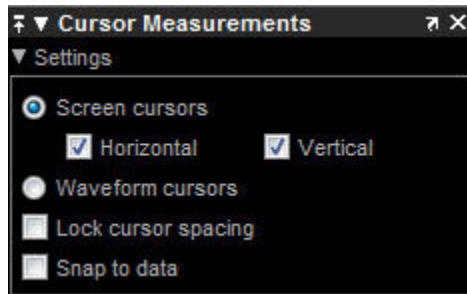 Cursor Measurements
Settings
Screen cursors
Horizontal Vertical
Waveform cursors
Lock cursor spacing
Snap to data